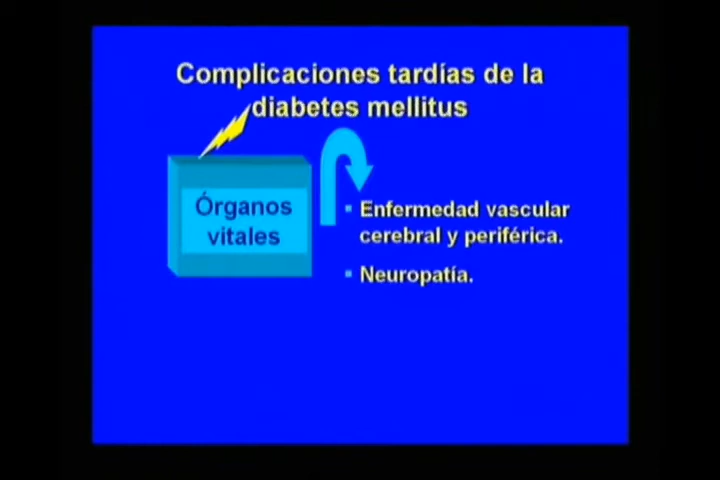 Complicaciones tardías de la
diabetes mellitus
Órganos
vitales
Enfermedad vascular
cerebral y periférica.
Neuropatía.